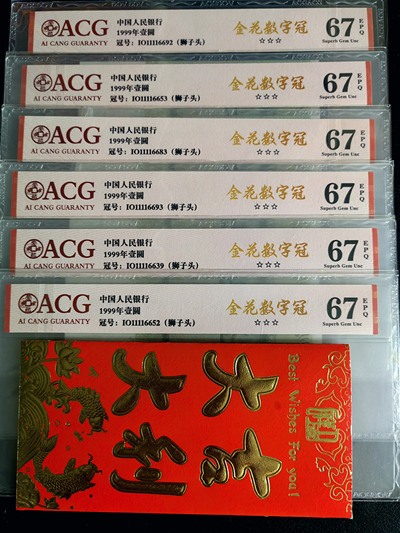 ACG
AI CANG GUARANTY
中国人民银行
1999年壹圆
冠号：IO11116692（狮子头）
金花数字冠
☆☆☆
67
EPQ
Superb Gem Unc
ACG
AI CANG GUARANTY
中国人民银行
1999年壹圆
冠号：IO11116653（狮子头）
金花数字冠
☆☆☆
67
EPQ
Superb Gem Unc
ACG
AI CANG GUARANTY
中国人民银行
1999年壹圆
冠号：IO11116683（狮子头）
金花数字冠
☆☆☆
67
EPQ
Superb Gem Unc
ACG
AI CANG GUARANTY
中国人民银行
1999年壹圆
冠号：IO11116693（狮子头）
金花数字冠
☆☆☆
67
EPQ
Superb Gem Unc
ACG
AI CANG GUARANTY
中国人民银行
1999年壹圆
冠号：IO11116639（狮子头）
金花数字冠
☆☆☆
67
EPQ
Superb Gem Unc
ACG
AI CANG GUARANTY
中国人民银行
1999年壹圆
冠号：IO11116652（狮子头）
金花数字冠
☆☆☆
67
EPQ
Superb Gem Unc
Best Wishes For you!
大吉
大利